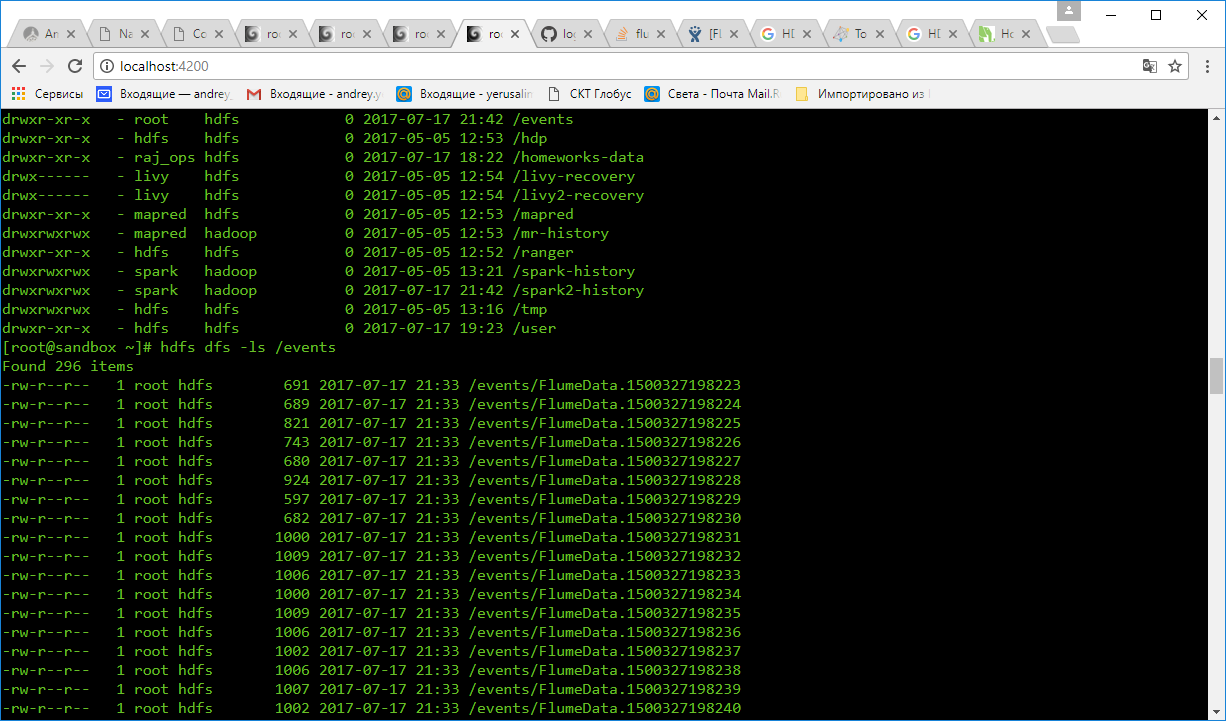 An
Na
Co
roo
roo
ro
ro
log
flu
[FL
HD
To
HD
Ho
localhost:4200
Сервисы
Входящие — andrey
Входящие - andrey.y
Входящие - yerusalin
СКТ Глобус
Света - Почта Mail.R
Импортировано из
drwxr-xr-x - root hdfs 0 2017-07-17 21:42 /events
drwxr-xr-x - hdfs hdfs 0 2017-05-05 12:53 /hdp
drwxr-xr-x - raj_ops hdfs 0 2017-07-17 18:22 /homeworks-data
drwx------ - livy hdfs 0 2017-05-05 12:54 /livy-recovery
drwx------ - livy hdfs 0 2017-05-05 12:54 /livy2-recovery
drwxr-xr-x - mapred hdfs 0 2017-05-05 12:53 /mapred
drwxrwxrwx - mapred hadoop 0 2017-05-05 12:53 /mr-history
drwxr-xr-x - hdfs hdfs 0 2017-05-05 12:52 /ranger
drwxrwxrwx - spark hadoop 0 2017-05-05 13:21 /spark-history
drwxrwxrwx - spark hadoop 0 2017-07-17 21:42 /spark2-history
drwxrwxrwx - hdfs hdfs 0 2017-05-05 13:16 /tmp
drwxr-xr-x - hdfs hdfs 0 2017-07-17 19:23 /user
[root@sandbox ~]# hdfs dfs -ls /events
Found 296 items
-rw-r--r-- 1 root hdfs 691 2017-07-17 21:33 /events/FlumeData.1500327198223
-rw-r--r-- 1 root hdfs 689 2017-07-17 21:33 /events/FlumeData.1500327198224
-rw-r--r-- 1 root hdfs 821 2017-07-17 21:33 /events/FlumeData.1500327198225
-rw-r--r-- 1 root hdfs 743 2017-07-17 21:33 /events/FlumeData.1500327198226
-rw-r--r-- 1 root hdfs 680 2017-07-17 21:33 /events/FlumeData.1500327198227
-rw-r--r-- 1 root hdfs 924 2017-07-17 21:33 /events/FlumeData.1500327198228
-rw-r--r-- 1 root hdfs 597 2017-07-17 21:33 /events/FlumeData.1500327198229
-rw-r--r-- 1 root hdfs 682 2017-07-17 21:33 /events/FlumeData.1500327198230
-rw-r--r-- 1 root hdfs 1000 2017-07-17 21:33 /events/FlumeData.1500327198231
-rw-r--r-- 1 root hdfs 1009 2017-07-17 21:33 /events/FlumeData.1500327198232
-rw-r--r-- 1 root hdfs 1006 2017-07-17 21:33 /events/FlumeData.1500327198233
-rw-r--r-- 1 root hdfs 1000 2017-07-17 21:33 /events/FlumeData.1500327198234
-rw-r--r-- 1 root hdfs 1009 2017-07-17 21:33 /events/FlumeData.1500327198235
-rw-r--r-- 1 root hdfs 1006 2017-07-17 21:33 /events/FlumeData.1500327198236
-rw-r--r-- 1 root hdfs 1002 2017-07-17 21:33 /events/FlumeData.1500327198237
-rw-r--r-- 1 root hdfs 1006 2017-07-17 21:33 /events/FlumeData.1500327198238
-rw-r--r-- 1 root hdfs 1007 2017-07-17 21:33 /events/FlumeData.1500327198239
-rw-r--r-- 1 root hdfs 1002 2017-07-17 21:33 /events/FlumeData.1500327198240